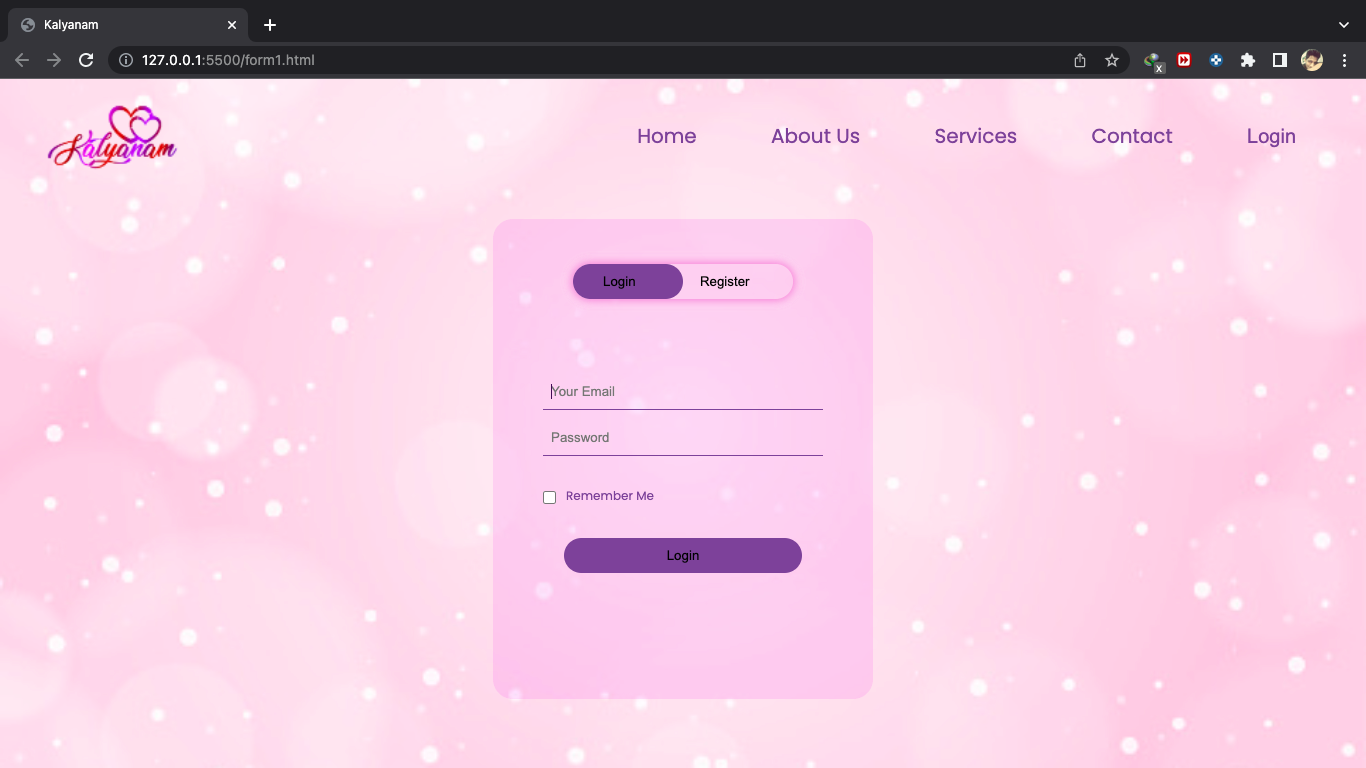 Kalyanam
127.0.0.1:5500/form1.html
x
Kalyanam
Home About Us Services Contact Login
Login Register
Your Email
Password
Remember Me
Login